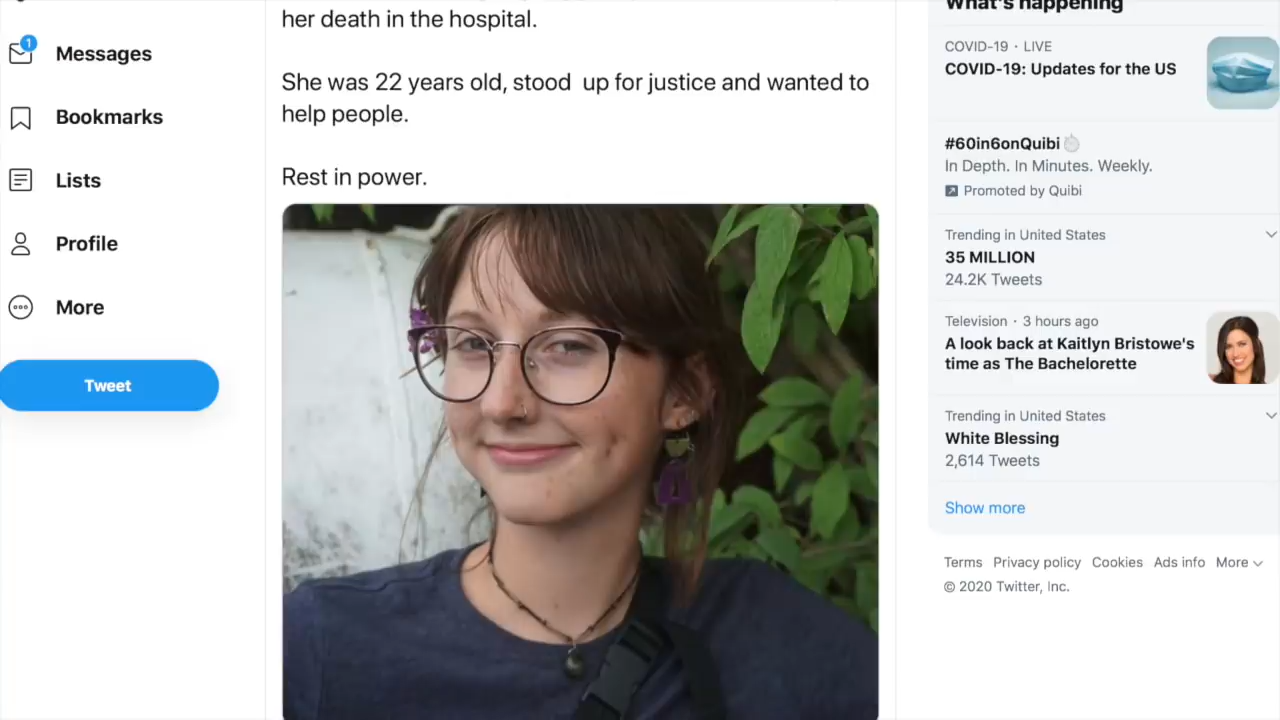 her death in the hospital.
She was 22 years old, stood  up for justice and wanted to
help people.
Rest in power.
1
Messages
Bookmarks
Lists
Profile
More
Tweet
What's happening
COVID-19 · LIVE
COVID-19: Updates for the US
#60in6onQuibi
In Depth. In Minutes. Weekly.
Promoted by Quibi
Trending in United States
35 MILLION
24.2K Tweets
Television · 3 hours ago
A look back at Kaitlyn Bristowe's
time as The Bachelorette
Trending in United States
White Blessing
2,614 Tweets
Show more
Terms Privacy policy Cookies Ads info More
© 2020 Twitter, Inc.